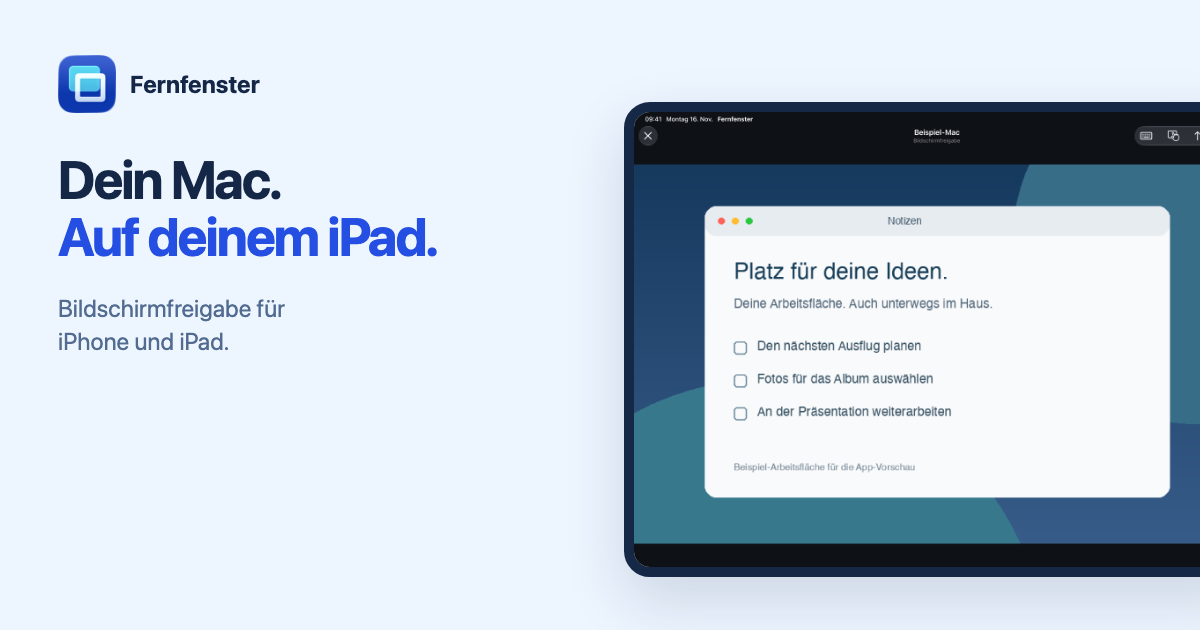 Fernfenster
Dein Mac.
Auf deinem iPad.
Bildschirmfreigabe für
iPhone und iPad.
09:41 Montag 16. Nov. Fernfenster
Beispiel-Mac
Bildschirmfreigabe
Notizen
Platz für deine Ideen.
Deine Arbeitsfläche. Auch unterwegs im Haus.
Den nächsten Ausflug planen
Fotos für das Album auswählen
An der Präsentation weiterarbeiten
Beispiel-Arbeitsfläche für die App-Vorschau